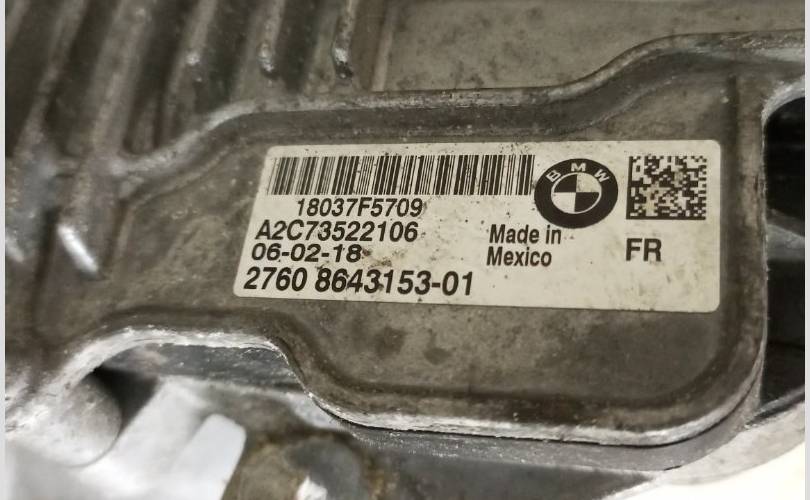 BMW
18037F5709
A2C73522106
06-02-18
2760 8643153-01
Made in
Mexico
FR